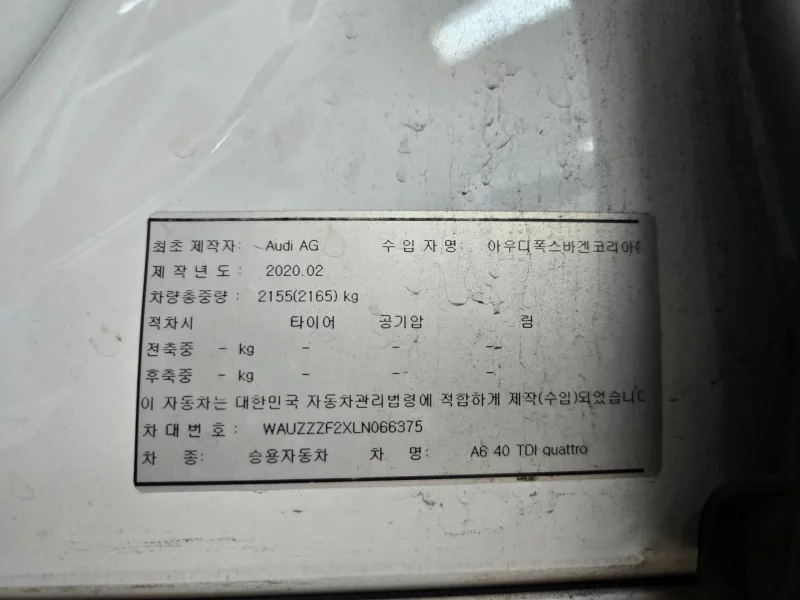 최초 제작자: Audi AG 수 입 자 명: 아우디폭스바겐코리아㈜
제 작 년 도 : 2020.02
차량총중량 : 2155(2165) kg
적차시 타이어 공기압 림
전축중 - kg - -- --
후축중 - kg - -- --
이 자동차는 대한민국 자동차관리법령에 적합하게 제작(수입)되었습니다
차 대 번 호 : WAUZZZF2XLN066375
차 종: 승용자동차 차 명: A6 40 TDI quattro